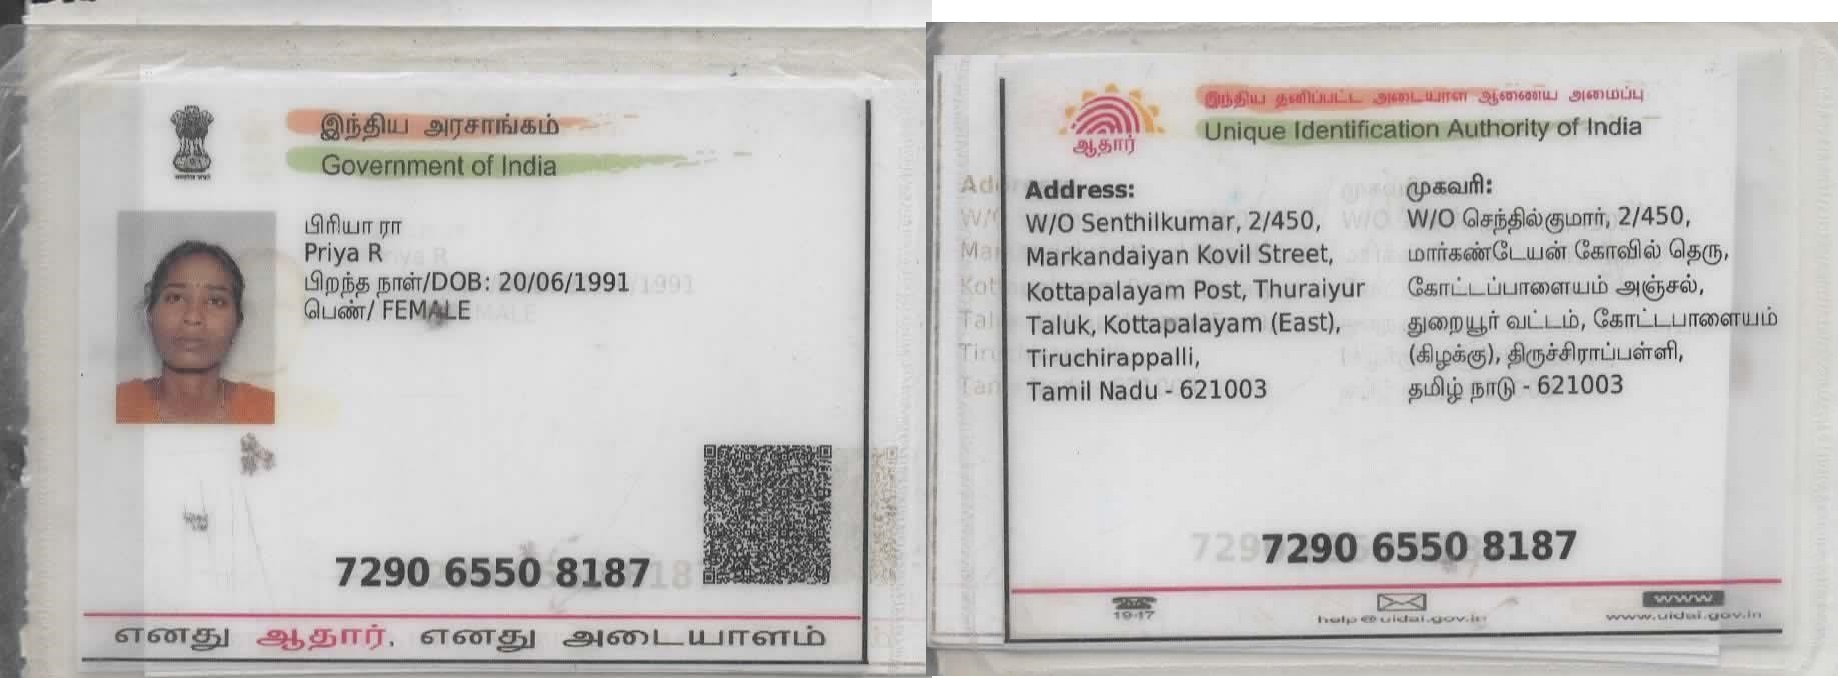 இந்திய அரசாங்கம்
Government of India
பிரியா ரா
Priya R
பிறந்த நாள்/DOB: 20/06/1991
பெண்/ FEMALE
7290 6550 8187
எனது ஆதார், எனது அடையாளம்
இந்திய தனிப்பட்ட அடையாள ஆணைய அமைப்பு
Unique Identification Authority of India
ஆதார்
Address:
W/O Senthilkumar, 2/450,
Markandaiyan Kovil Street,
Kottapalayam Post, Thuraiyur
Taluk, Kottapalayam (East),
Tiruchirappalli,
Tamil Nadu - 621003
முகவரி:
W/O செந்தில்குமார், 2/450,
மார்கண்டேயன் கோவில் தெரு,
கோட்டப்பாளையம் அஞ்சல்,
துறையூர் வட்டம், கோட்டபாளையம்
(கிழக்கு), திருச்சிராப்பள்ளி,
தமிழ் நாடு - 621003
7290 6550 8187
1947
help@uidai.gov.in
www
www.uidai.gov.in